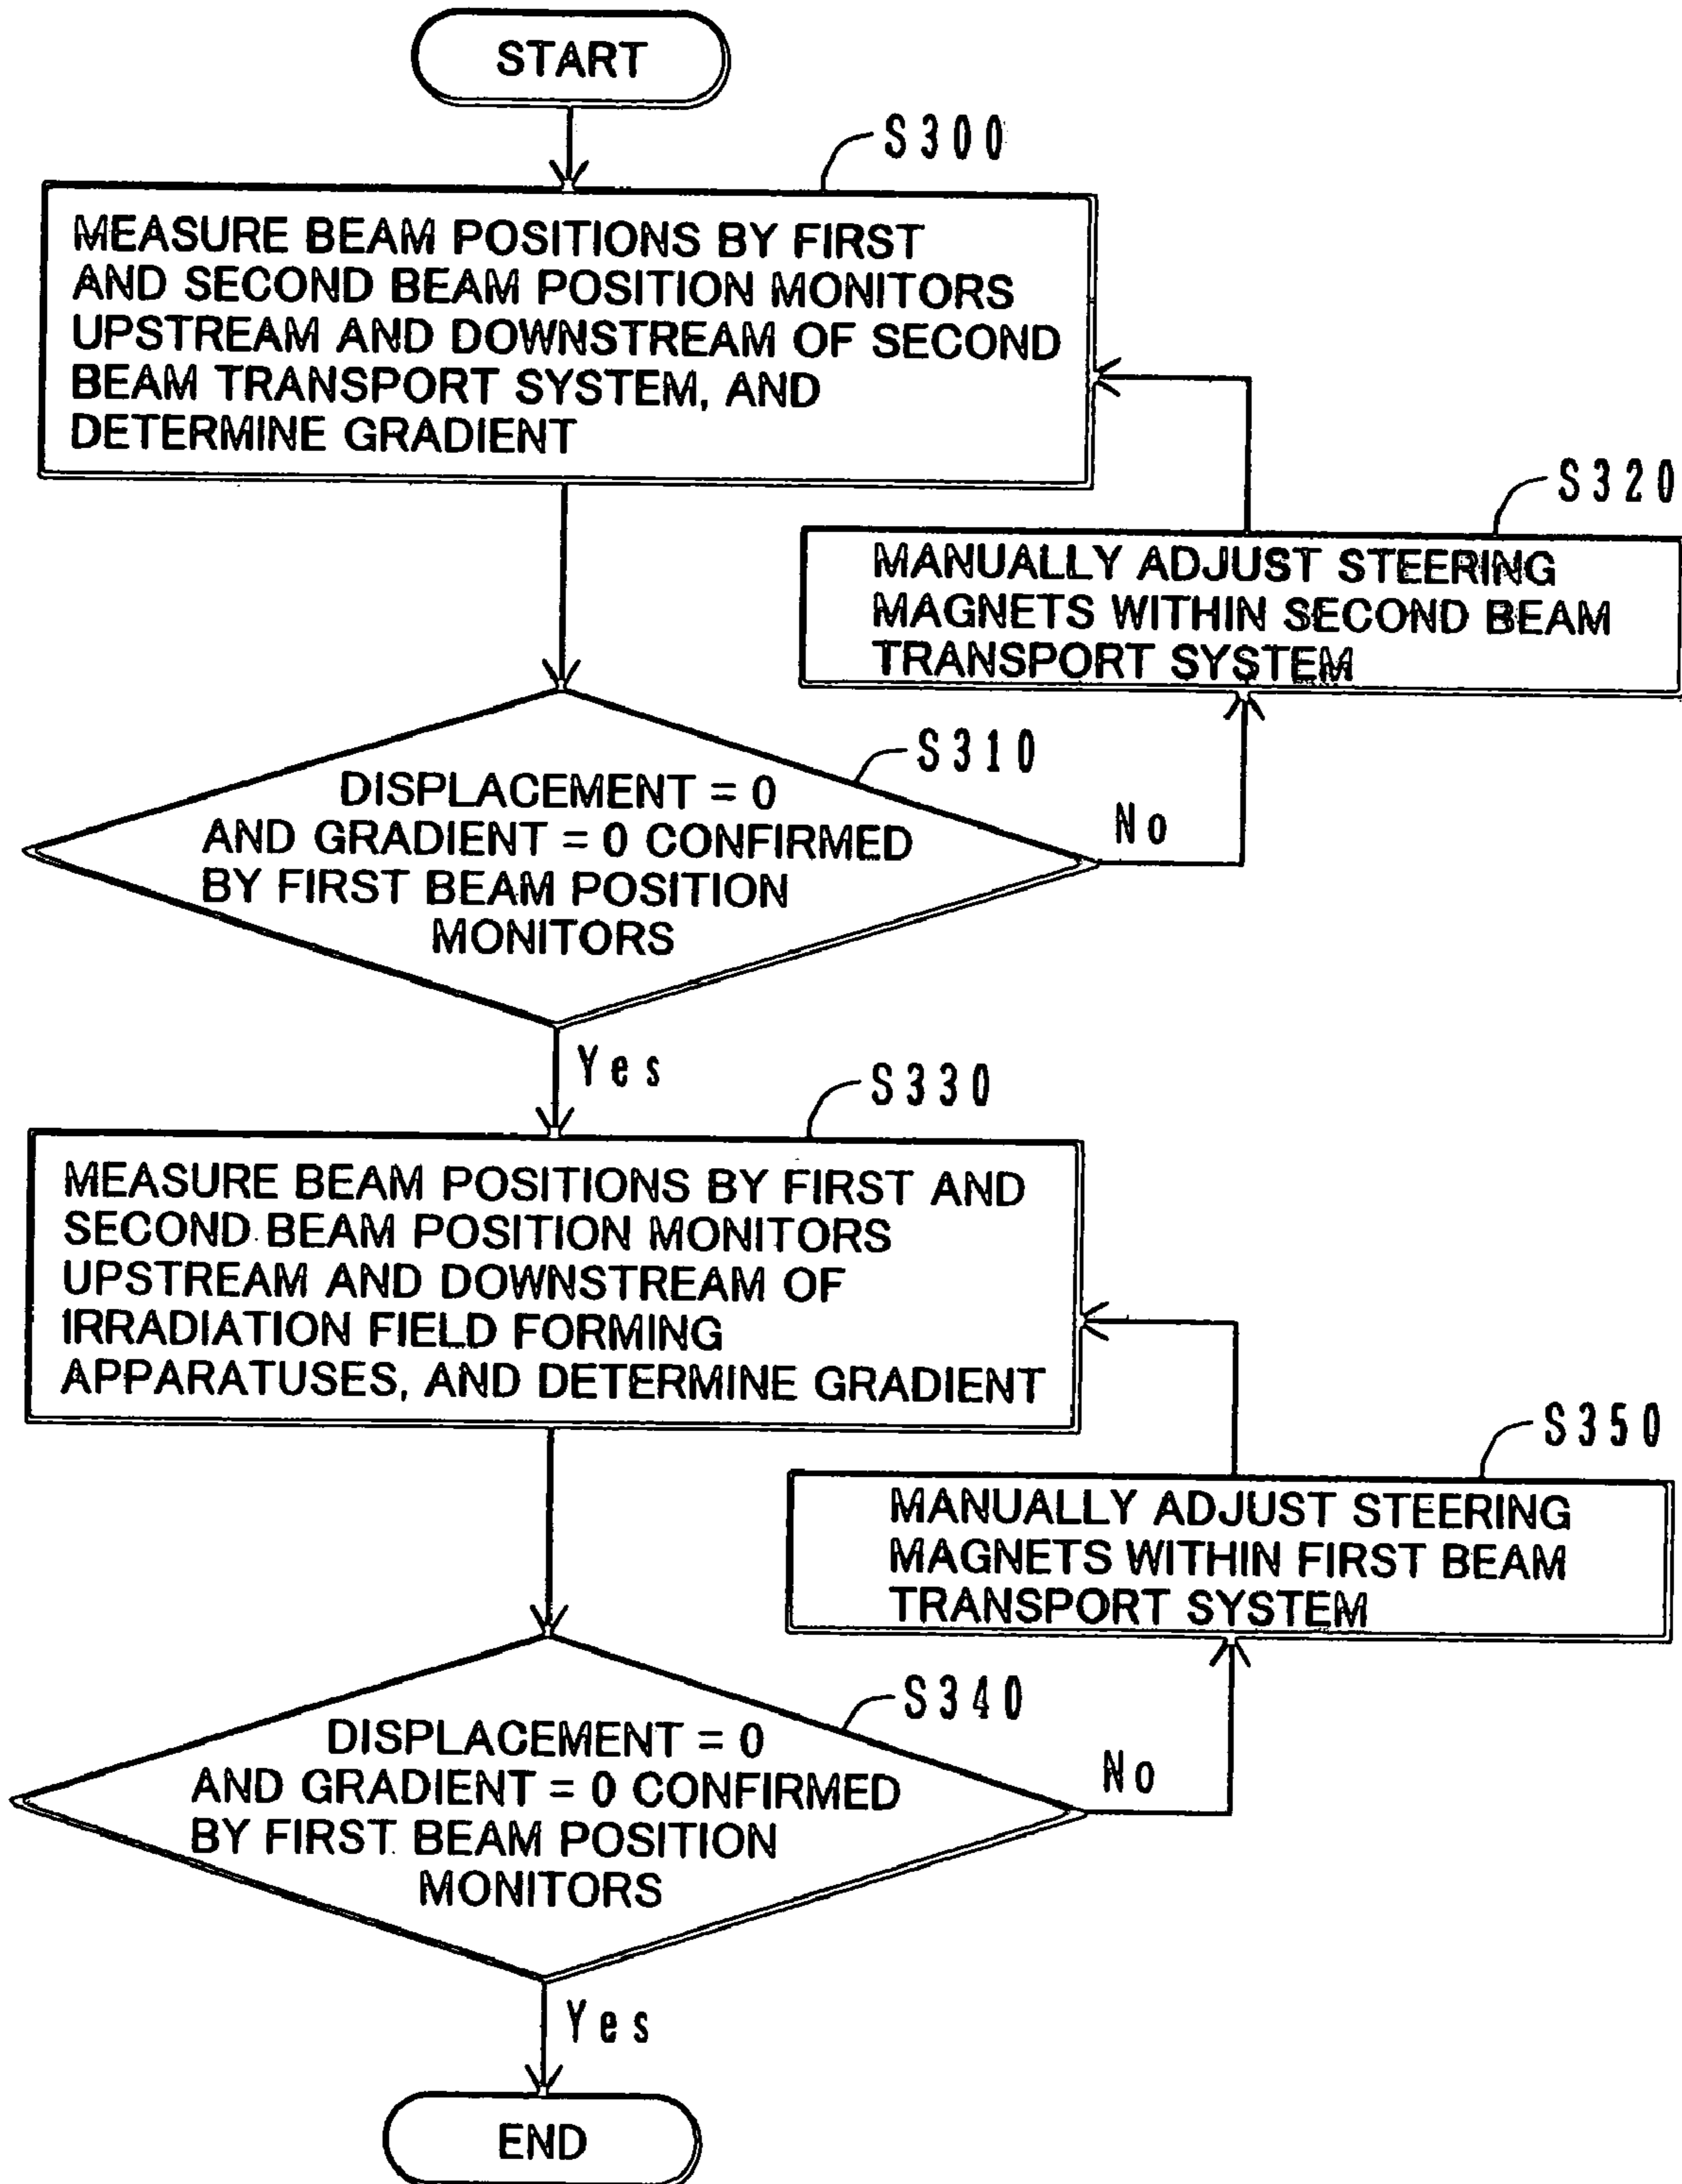 START
S300
MEASURE BEAM POSITIONS BY FIRST
AND SECOND BEAM POSITION MONITORS
UPSTREAM AND DOWNSTREAM OF SECOND
BEAM TRANSPORT SYSTEM, AND
DETERMINE GRADIENT
S320
MANUALLY ADJUST STEERING
MAGNETS WITHIN SECOND BEAM
TRANSPORT SYSTEM
S310
DISPLACEMENT = 0
AND GRADIENT = 0 CONFIRMED
BY FIRST BEAM POSITION
MONITORS
No
Yes
S330
MEASURE BEAM POSITIONS BY FIRST AND
SECOND BEAM POSITION MONITORS
UPSTREAM AND DOWNSTREAM OF
IRRADIATION FIELD FORMING
APPARATUSES, AND DETERMINE GRADIENT
S350
MANUALLY ADJUST STEERING
MAGNETS WITHIN FIRST BEAM
TRANSPORT SYSTEM
S340
DISPLACEMENT = 0
AND GRADIENT = 0 CONFIRMED
BY FIRST BEAM POSITION
MONITORS
No
Yes
END